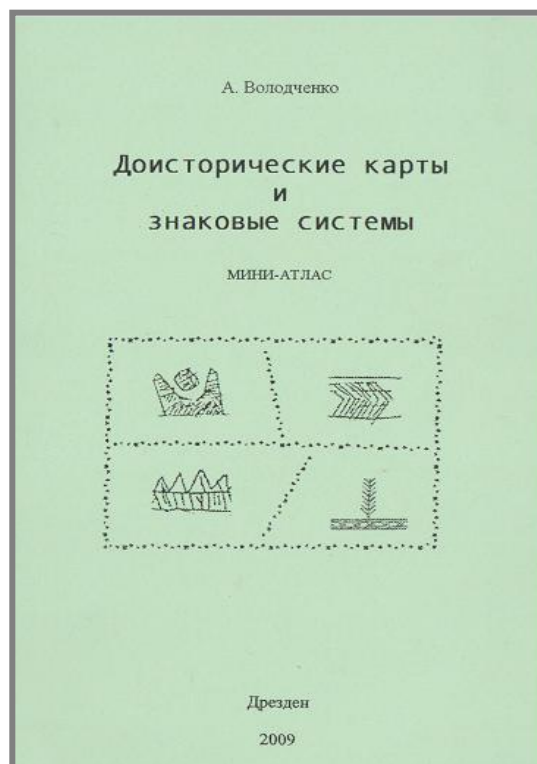 А. Володченко
Доисторические карты
и
знаковые системы
МИНИ-АТЛАС
Дрезден
2009